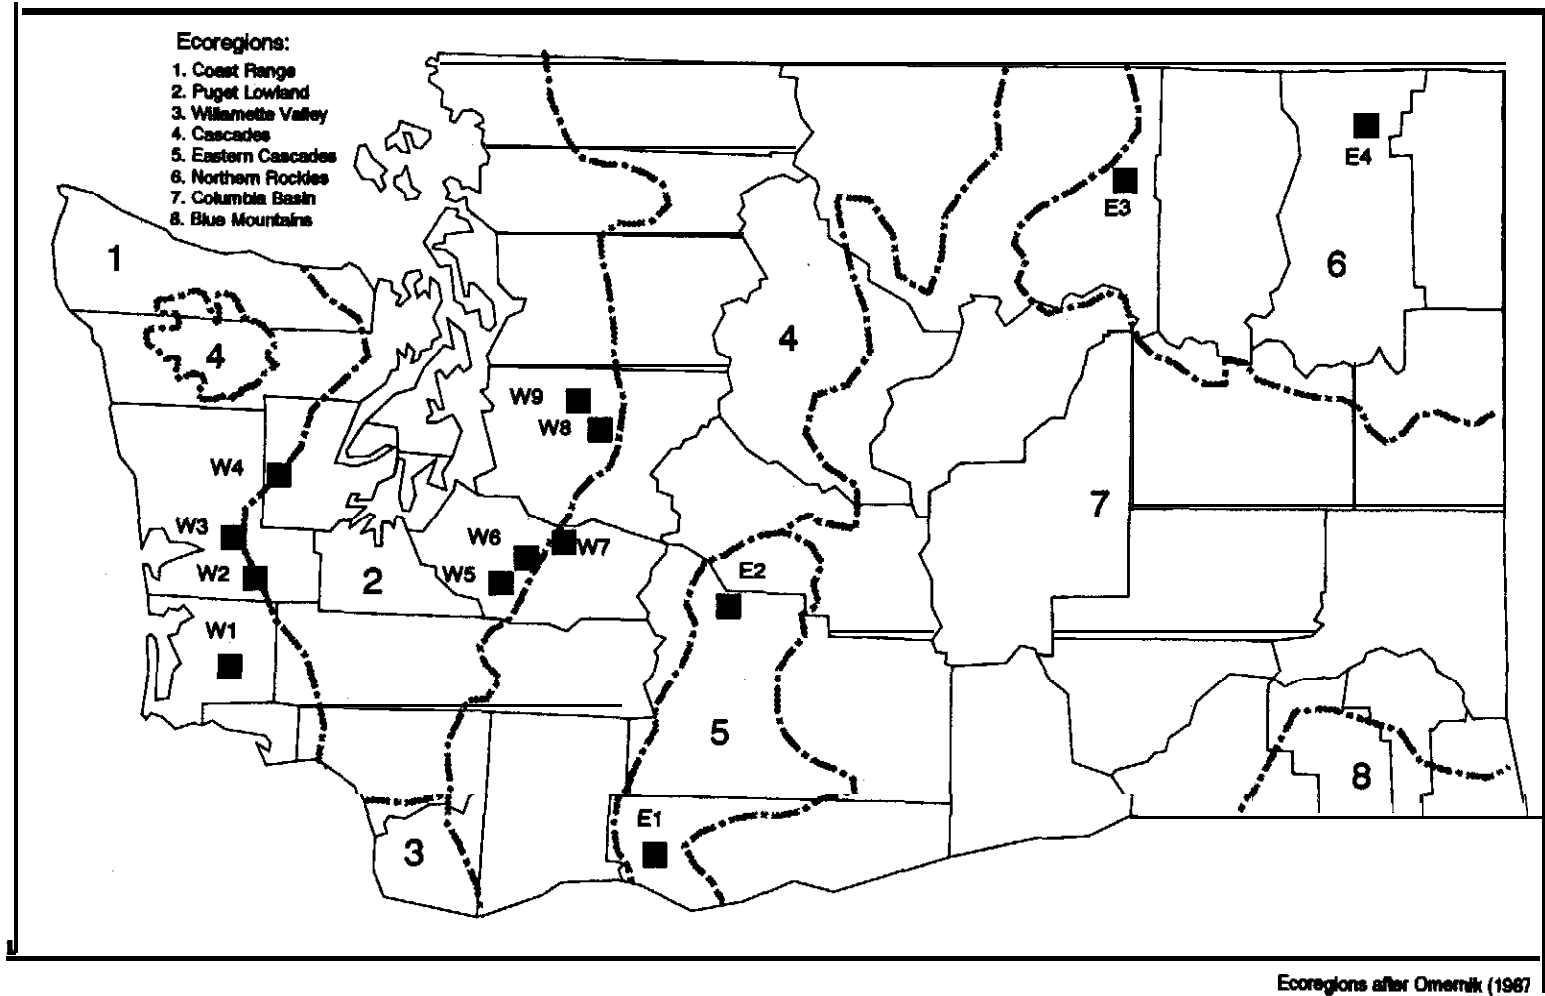 Ecoregions:
1. Coast Range
2. Puget Lowland
3. Willamette Valley
4. Cascades
5. Eastern Cascades
6. Northern Rockies
7. Columbia Basin
8. Blue Mountains
E4
E3
1
6
4
4
W9
W8
W4
7
W3
W6
W7
W2
W5
2
E2
W1
5
8
E1
3
Ecoregions after Omernik (1987